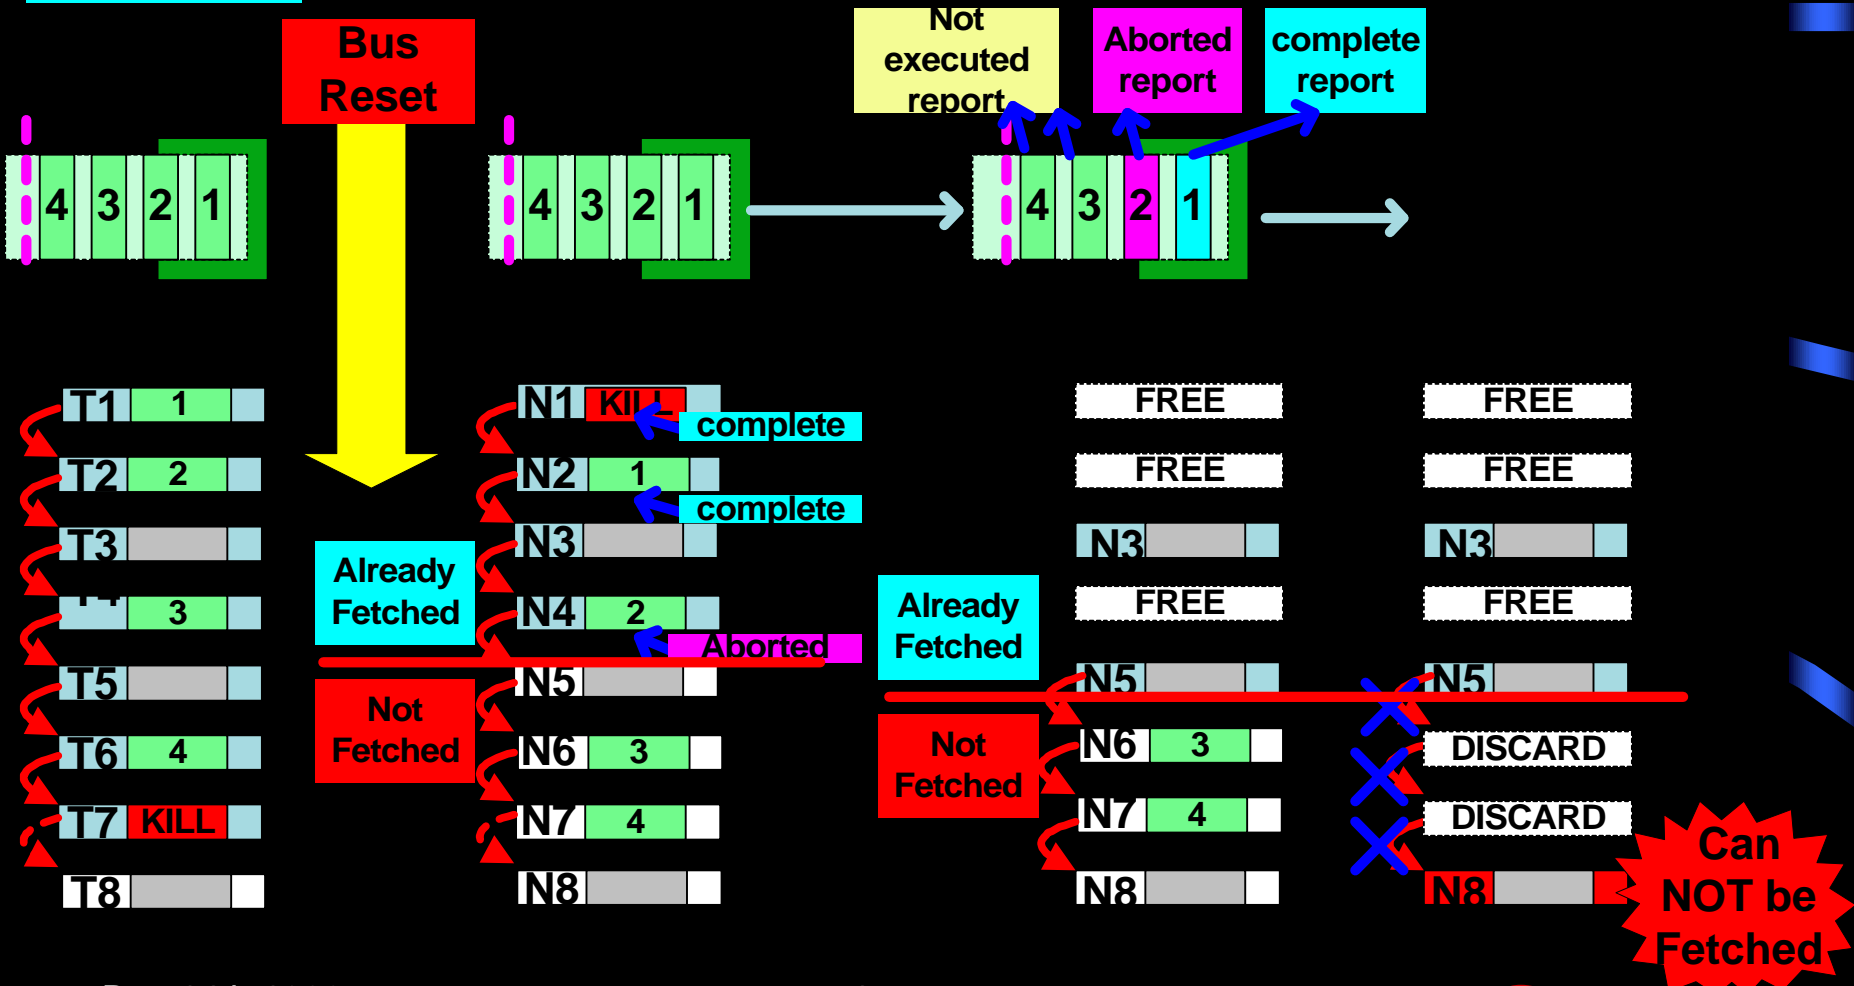 Bus
Reset
Not
executed
report
Aborted
report
complete
report
4 3 2 1
4 3 2 1
4 3 2 1
T1 1
T2 2
T3
T4 3
T5
T6 4
T7 KILL
T8
Already
Fetched
Not
Fetched
N1 KILL
complete
N2 1
complete
N3
N4 2
Aborted
N5
N6 3
N7 4
N8
Already
Fetched
Not
Fetched
FREE
FREE
N3
FREE
N5
N6 3
N7 4
N8
FREE
FREE
N3
FREE
N5
DISCARD
DISCARD
N8
Can
NOT be
Fetched